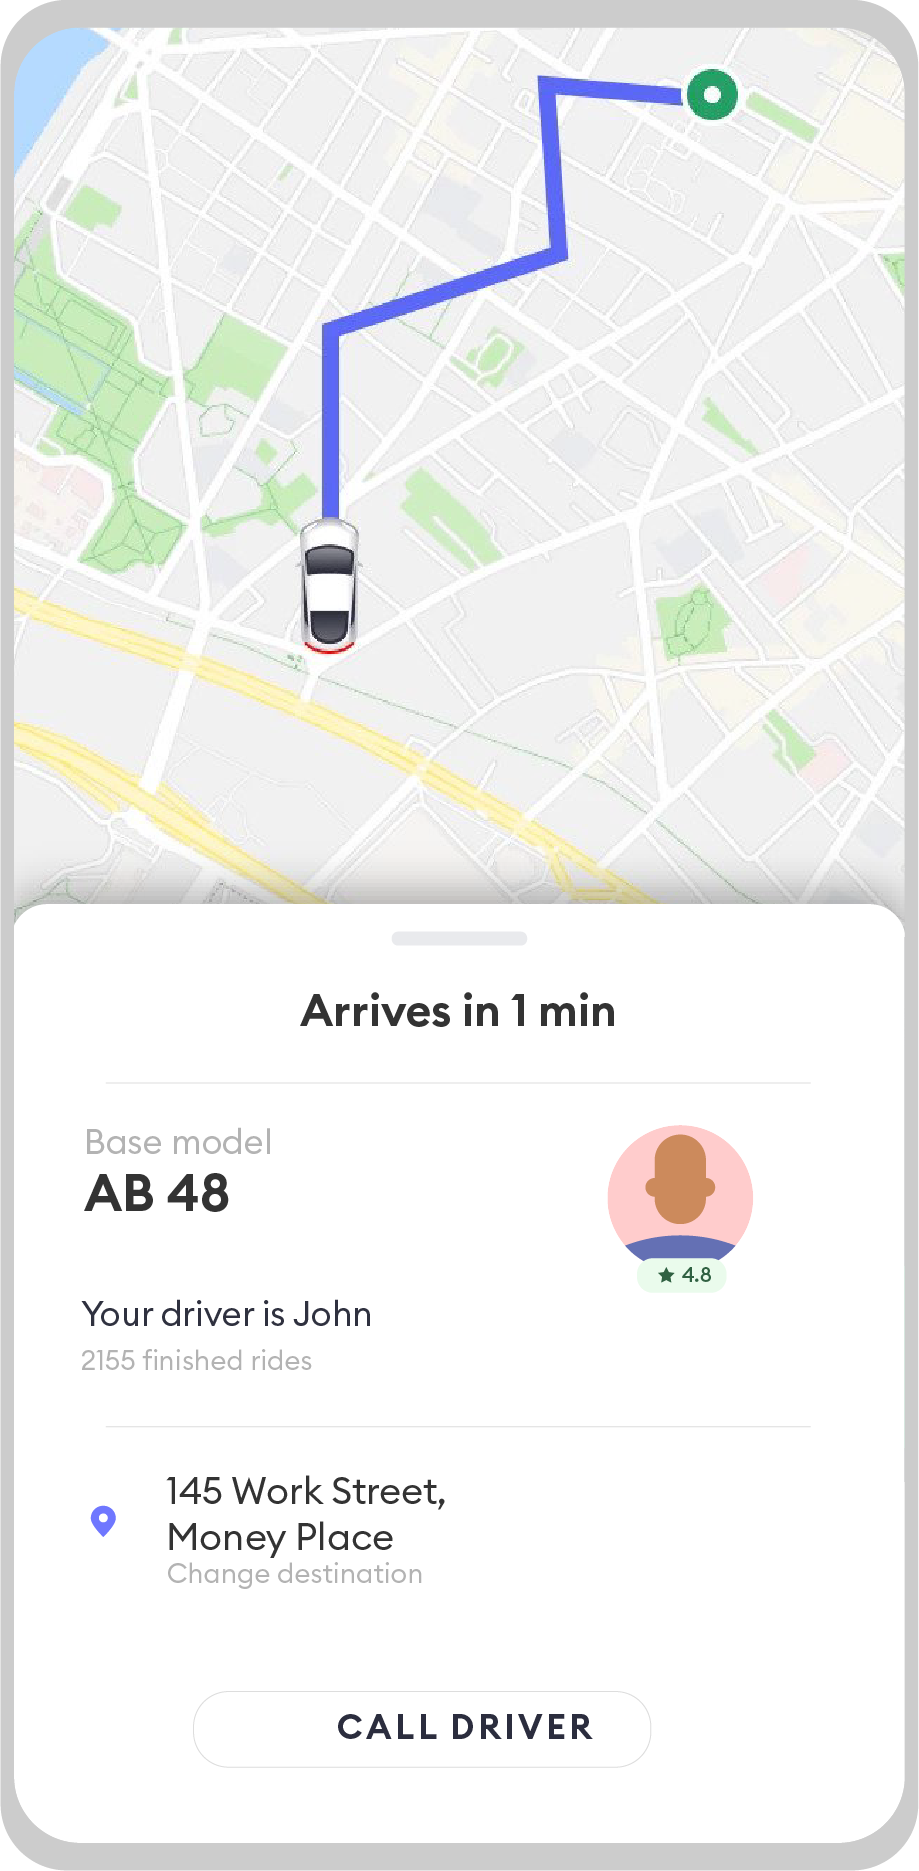 Arrives in 1 min
Base model
AB 48
★ 4.8
Your driver is John
2155 finished rides
145 Work Street,
Money Place
Change destination
CALL DRIVER